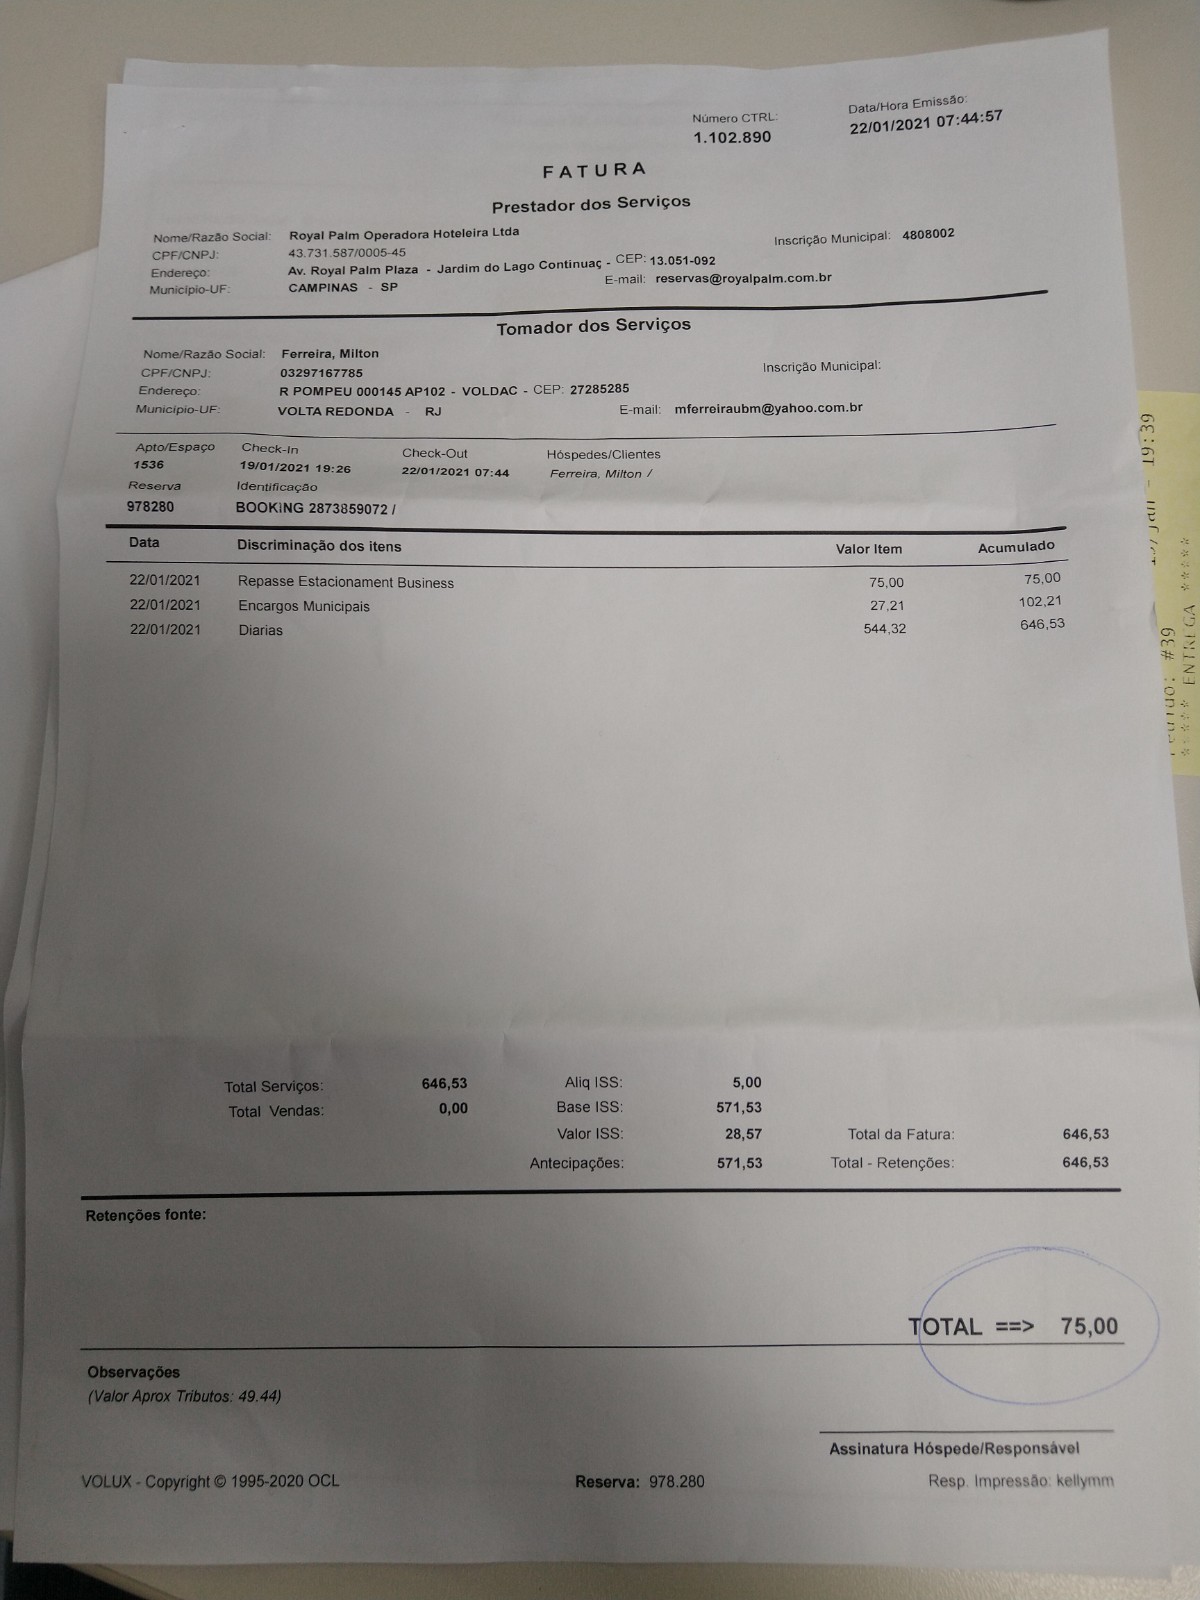 Número CTRL: Data/Hora Emissão:
1.102.890 22/01/2021 07:44:57
FATURA
Prestador dos Serviços
Nome/Razão Social: Royal Palm Operadora Hoteleira Ltda Inscrição Municipal: 4808002
CPF/CNPJ: 43.731.587/0005-45
Endereço: Av. Royal Palm Plaza - Jardim do Lago Continuaç - CEP: 13.051-092
Município-UF: CAMPINAS - SP E-mail: reservas@royalpalm.com.br
Tomador dos Serviços
Nome/Razão Social: Ferreira, Milton Inscrição Municipal:
CPF/CNPJ: 03297167785
Endereço: R POMPEU 000145 AP102 - VOLDAC - CEP: 27285285
Município-UF: VOLTA REDONDA - RJ E-mail: mferreiraubm@yahoo.com.br
Apto/Espaço Check-In Check-Out Hóspedes/Clientes
1536 19/01/2021 19:26 22/01/2021 07:44 Ferreira, Milton /
Reserva Identificação
978280 BOOKING 2873859072 /
Data Discriminação dos itens Valor Item Acumulado
22/01/2021 Repasse Estacionament Business 75,00 75,00
22/01/2021 Encargos Municipais 27,21 102,21
22/01/2021 Diarias 544,32 646,53
Total Serviços: 646,53 Aliq ISS: 5,00
Total Vendas: 0,00 Base ISS: 571,53
Valor ISS: 28,57 Total da Fatura: 646,53
Antecipações: 571,53 Total - Retenções: 646,53
Retenções fonte:
TOTAL ==> 75,00
Observações
(Valor Aprox Tributos: 49.44)
Assinatura Hóspede/Responsável
VOLUX - Copyright © 1995-2020 OCL Reserva: 978.280 Resp. Impressão: kellymm
jan - 19:39
#39
***** ENTREGA *****